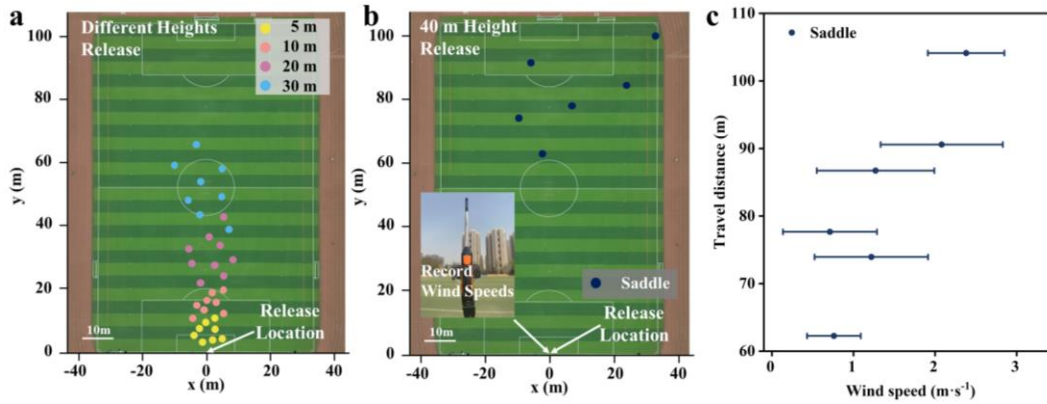 a
Different Heights
Release
5 m
10 m
20 m
30 m
100
80
60
40
20
0
y (m)
10m
Release
Location
-40
-20
0
20
40
x (m)
b
40 m Height
Release
100
80
60
40
20
0
y (m)
Record
Wind Speeds
Saddle
10m
Release
Location
-40
-20
0
20
40
x (m)
c
Saddle
110
100
90
80
70
60
Travel distance (m)
0
1
2
3
Wind speed (m·s⁻¹)